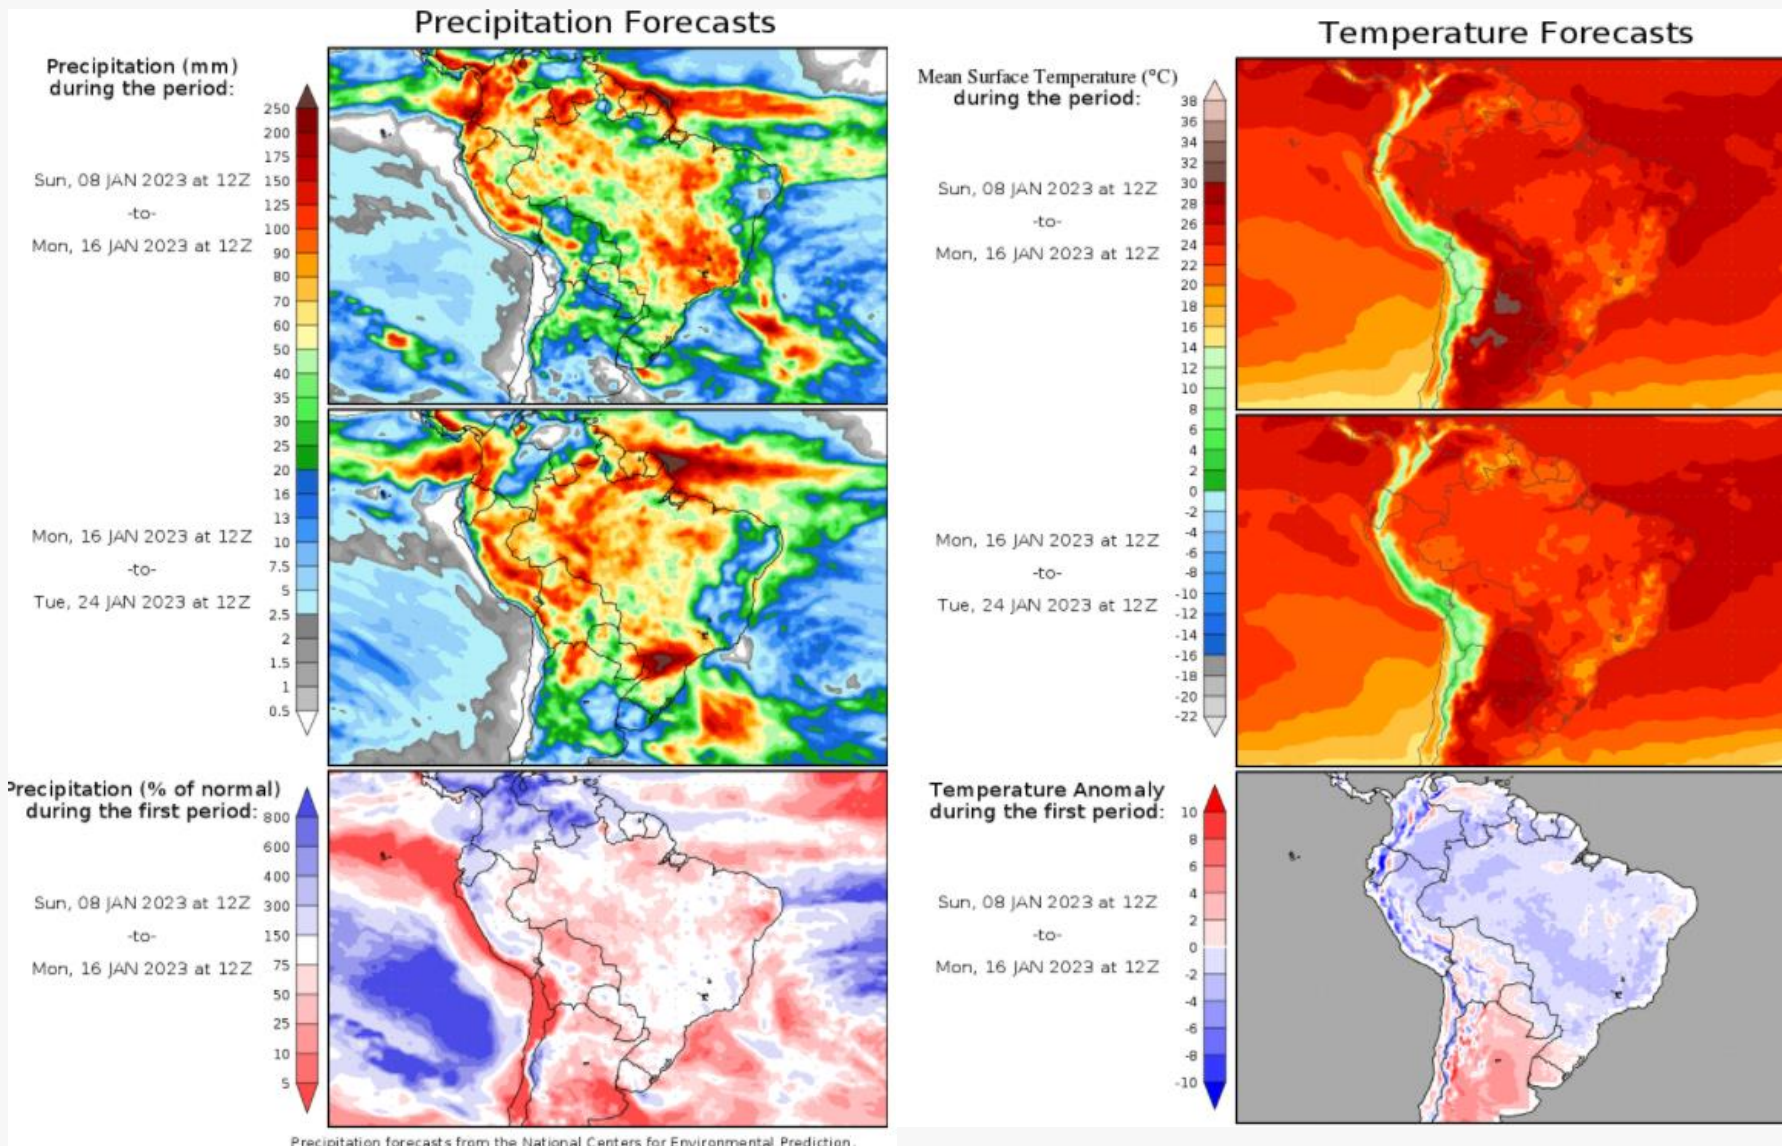 Precipitation Forecasts
Precipitation (mm)
during the period:
Sun, 08 JAN 2023 at 12Z
-to-
Mon, 16 JAN 2023 at 12Z
250
200
175
150
125
100
90
80
70
60
50
40
35
30
25
20
16
13
10
7.5
5
2.5
2
1.5
1
0.5
Mon, 16 JAN 2023 at 12Z
-to-
Tue, 24 JAN 2023 at 12Z
Precipitation (% of normal)
during the first period:
Sun, 08 JAN 2023 at 12Z
-to-
Mon, 16 JAN 2023 at 12Z
800
600
400
300
150
75
50
25
10
5
Precipitation forecasts from the National Centers for Environmental Prediction.
Temperature Forecasts
Mean Surface Temperature (°C)
during the period:
Sun, 08 JAN 2023 at 12Z
-to-
Mon, 16 JAN 2023 at 12Z
38
36
34
32
30
28
26
24
22
20
18
16
14
12
10
8
6
4
2
0
-2
-4
-6
-8
-10
-12
-14
-16
-18
-20
-22
Mon, 16 JAN 2023 at 12Z
-to-
Tue, 24 JAN 2023 at 12Z
Temperature Anomaly
during the first period:
Sun, 08 JAN 2023 at 12Z
-to-
Mon, 16 JAN 2023 at 12Z
10
8
6
4
2
0
-2
-4
-6
-8
-10